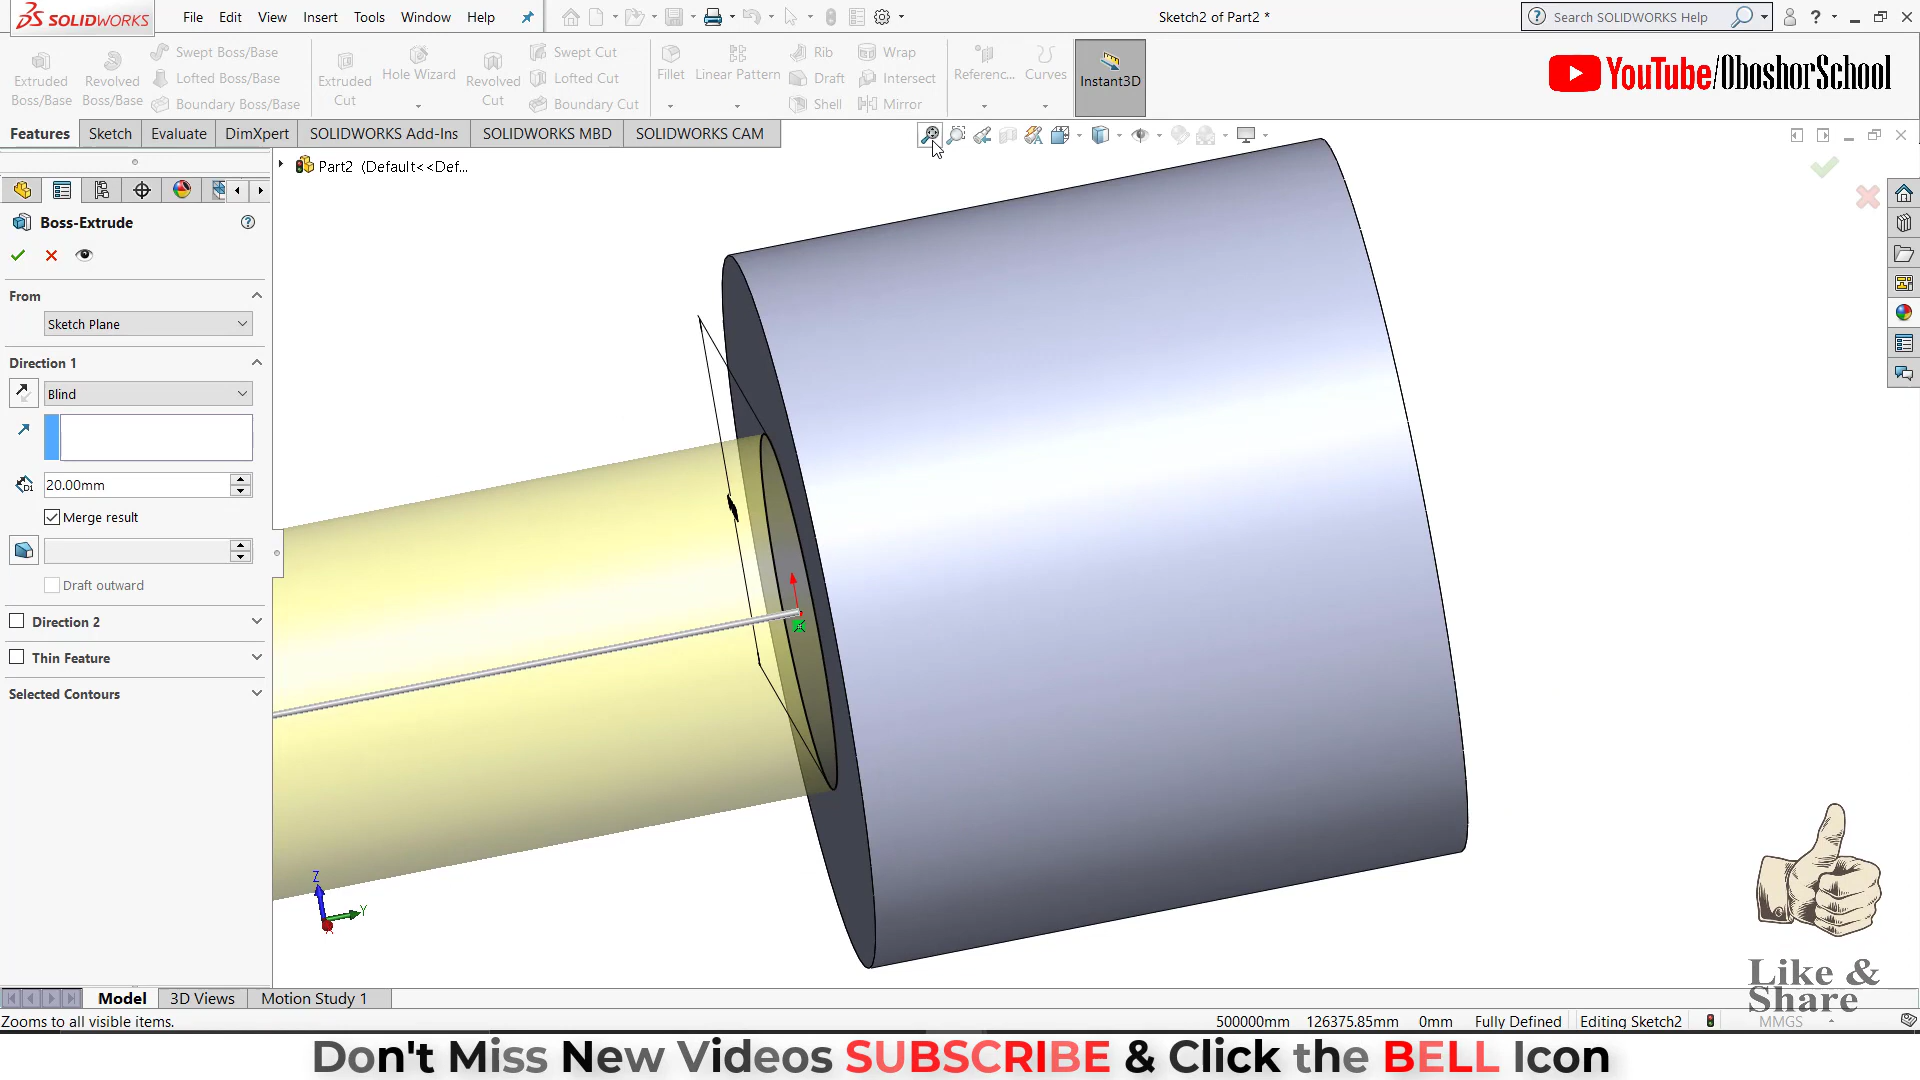 SOLIDWORKS
File Edit View Insert Tools Window Help
Sketch2 of Part2 *
Search SOLIDWORKS Help
Extruded Boss/Base
Revolved Boss/Base
Swept Boss/Base
Lofted Boss/Base
Boundary Boss/Base
Extruded Cut
Hole Wizard
Revolved Cut
Swept Cut
Lofted Cut
Boundary Cut
Fillet
Linear Pattern
Rib
Draft
Shell
Wrap
Intersect
Mirror
Referenc...
Curves
Instant3D
YouTube/OboshorSchool
Features Sketch Evaluate DimXpert SOLIDWORKS Add-Ins SOLIDWORKS MBD SOLIDWORKS CAM
Part2 (Default<<Def...
Boss-Extrude
From
Sketch Plane
Direction 1
Blind
D1
20.00mm
Merge result
Draft outward
Direction 2
Thin Feature
Selected Contours
Z
Y
X
Like &
Share
Model 3D Views Motion Study 1
Zooms to all visible items.
500000mm 126375.85mm 0mm Fully Defined Editing Sketch2 MMGS
Don't Miss New Videos SUBSCRIBE & Click the BELL Icon